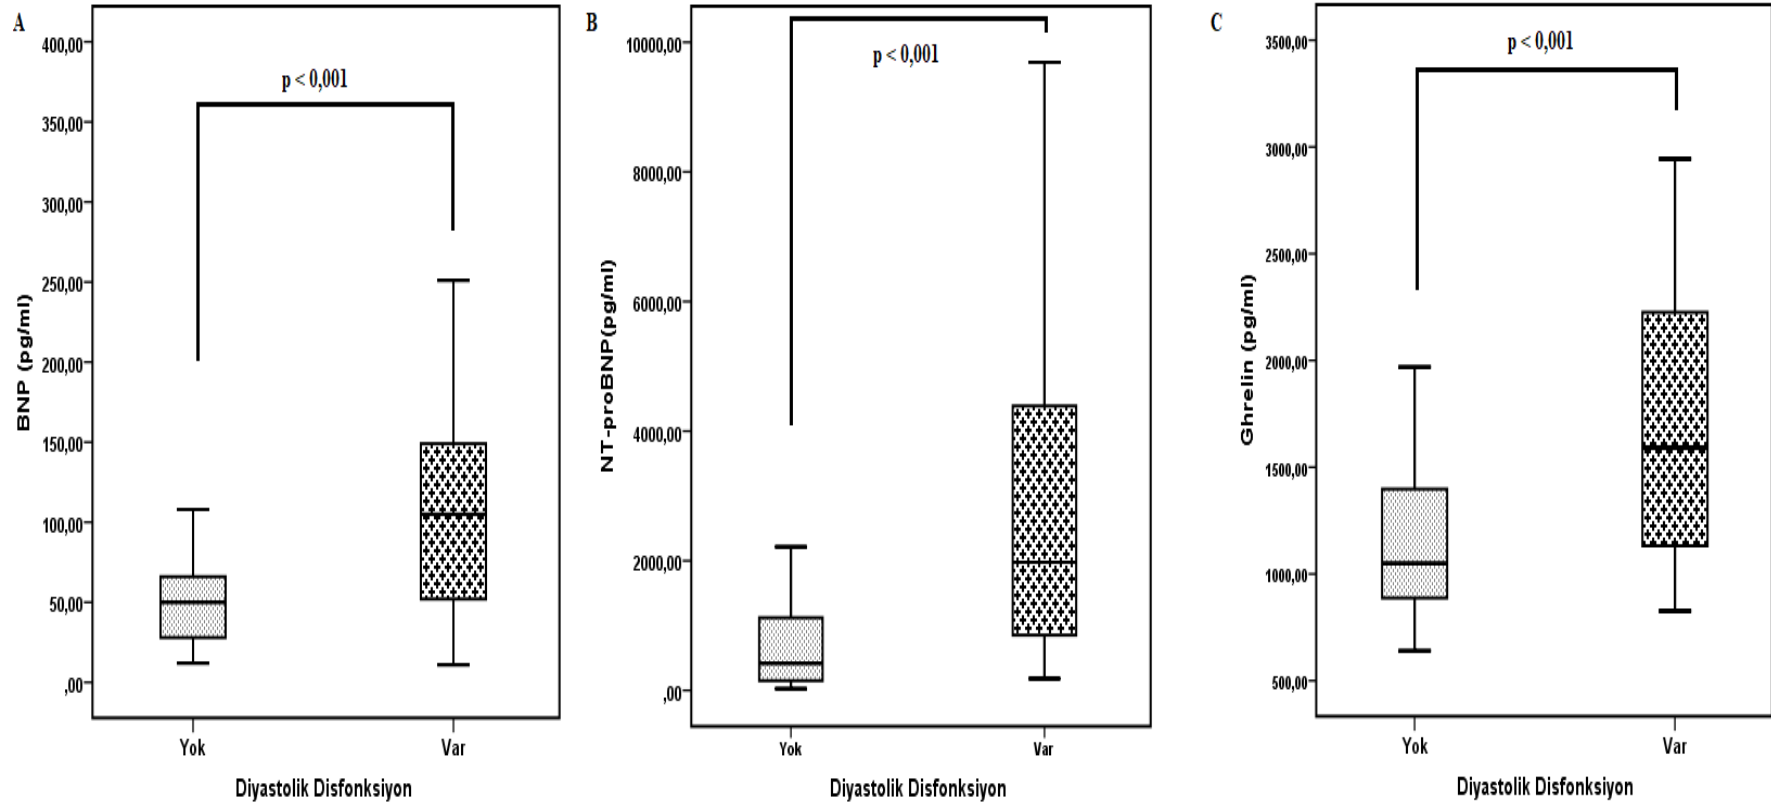 A
BNP (pg/ml)
400,00
350,00
300,00
250,00
200,00
150,00
100,00
50,00
,00
p < 0,001
Yok
Var
Diyastolik Disfonksiyon
B
NT-proBNP(pg/ml)
10000,00
8000,00
6000,00
4000,00
2000,00
,00
p < 0,001
Yok
Var
Diyastolik Disfonksiyon
C
Ghrelin (pg/ml)
3500,00
3000,00
2500,00
2000,00
1500,00
1000,00
500,00
p < 0,001
Yok
Var
Diyastolik Disfonksiyon